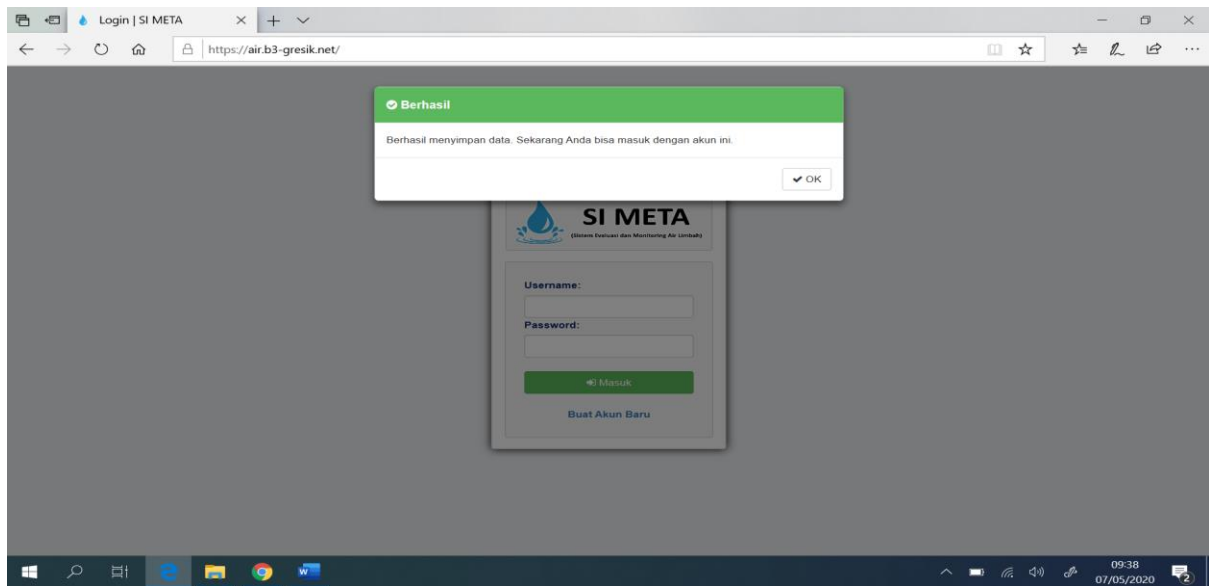 Login | SI META
https://air.b3-gresik.net/
Berhasil
Berhasil menyimpan data. Sekarang Anda bisa masuk dengan akun ini.
OK
SI META
(Sistem Evaluasi dan Monitoring Air Limbah)
Username:
Password:
Masuk
Buat Akun Baru
09:38
07/05/2020
2